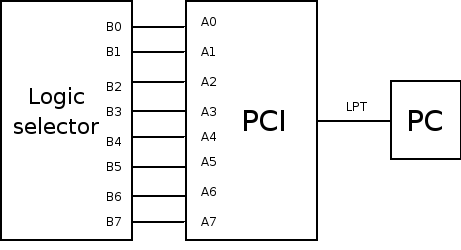 Logic
selector
B0
B1
B2
B3
B4
B5
B6
B7
A0
A1
A2
A3
A4
A5
A6
A7
PCI
LPT
PC